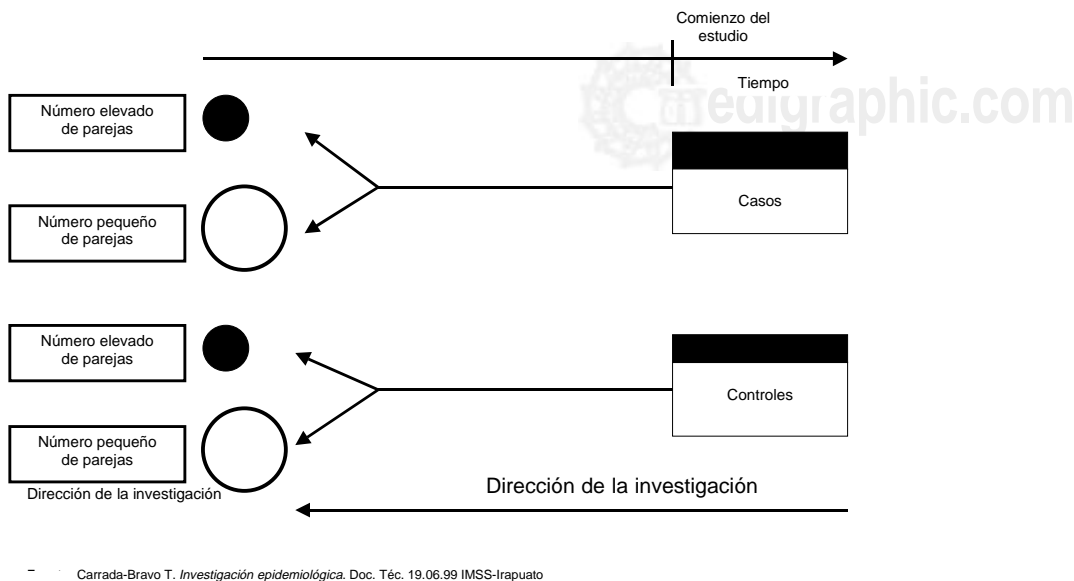 Comienzo del
estudio
Tiempo
edigraphic.com
Número elevado
de parejas
Casos
Número pequeño
de parejas
Número elevado
de parejas
Controles
Número pequeño
de parejas
Dirección de la investigación
Dirección de la investigación
Carrada-Bravo T. Investigación epidemiológica. Doc. Téc. 19.06.99 IMSS-Irapuato